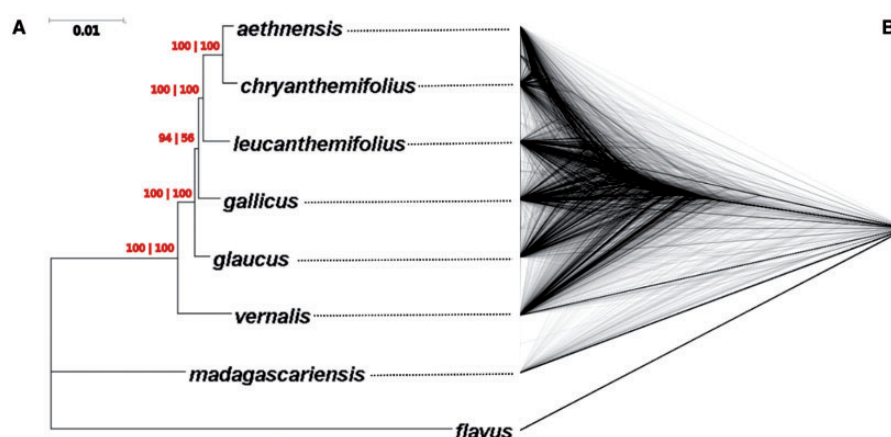 A
B
0.01
aethnensis
100 | 100
chryanthemifolius
100 | 100
leucanthemifolius
94 | 56
gallicus
100 | 100
glaucus
100 | 100
vernalis
madagascariensis
flavus